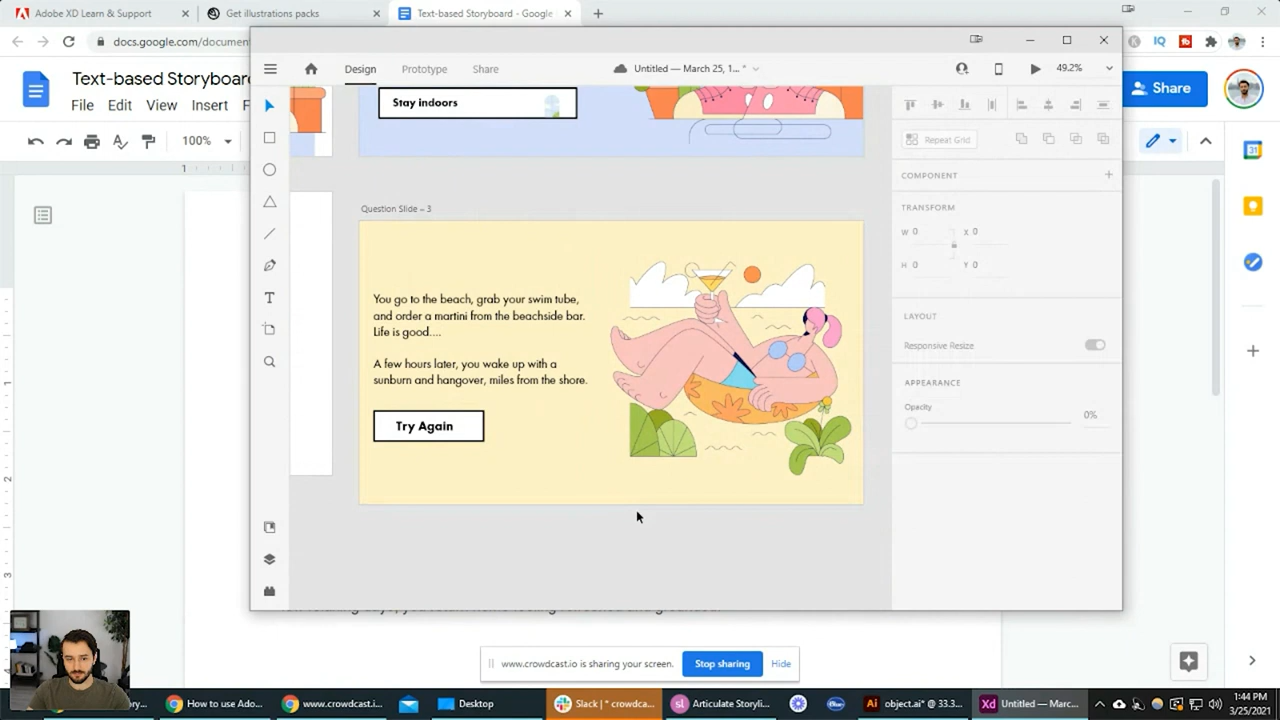 Adobe XD Learn & Support
Get illustrations packs
Text-based Storyboard - Google
docs.google.com/documen
Text-based Storyboar
File Edit View Insert F
Share
100%
Design Prototype Share
Untitled — March 25, 1... *
49.2%
Stay indoors
Repeat Grid
COMPONENT
TRANSFORM
W 0 X 0
H 0 Y 0
LAYOUT
Responsive Resize
APPEARANCE
Opacity
0%
Question Slide – 3
You go to the beach, grab your swim tube,
and order a martini from the beachside bar.
Life is good....
A few hours later, you wake up with a
sunburn and hangover, miles from the shore.
Try Again
www.crowdcast.io is sharing your screen.
Stop sharing
Hide
How to use Ado...
www.crowdcast.i...
Desktop
Slack | * crowdca...
Articulate Storyli...
object.ai* @ 33.3...
Untitled — Marc...
1:44 PM
3/25/2021